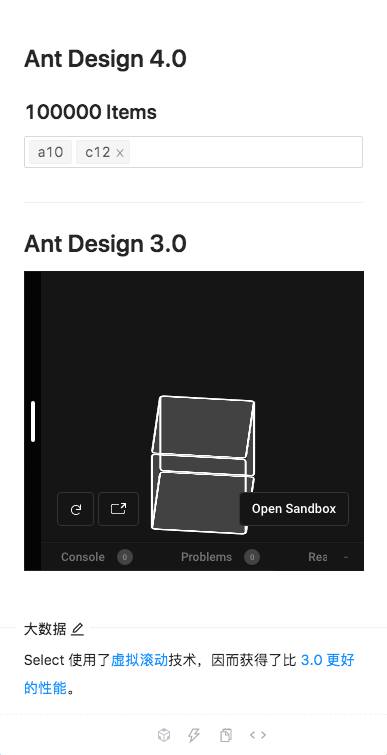 Ant Design 4.0
100000 Items
a10 c12
Ant Design 3.0
Open Sandbox
Console 0 Problems 0 Rea
大数据
Select 使用了虚拟滚动技术，因而获得了比 3.0 更好
的性能。